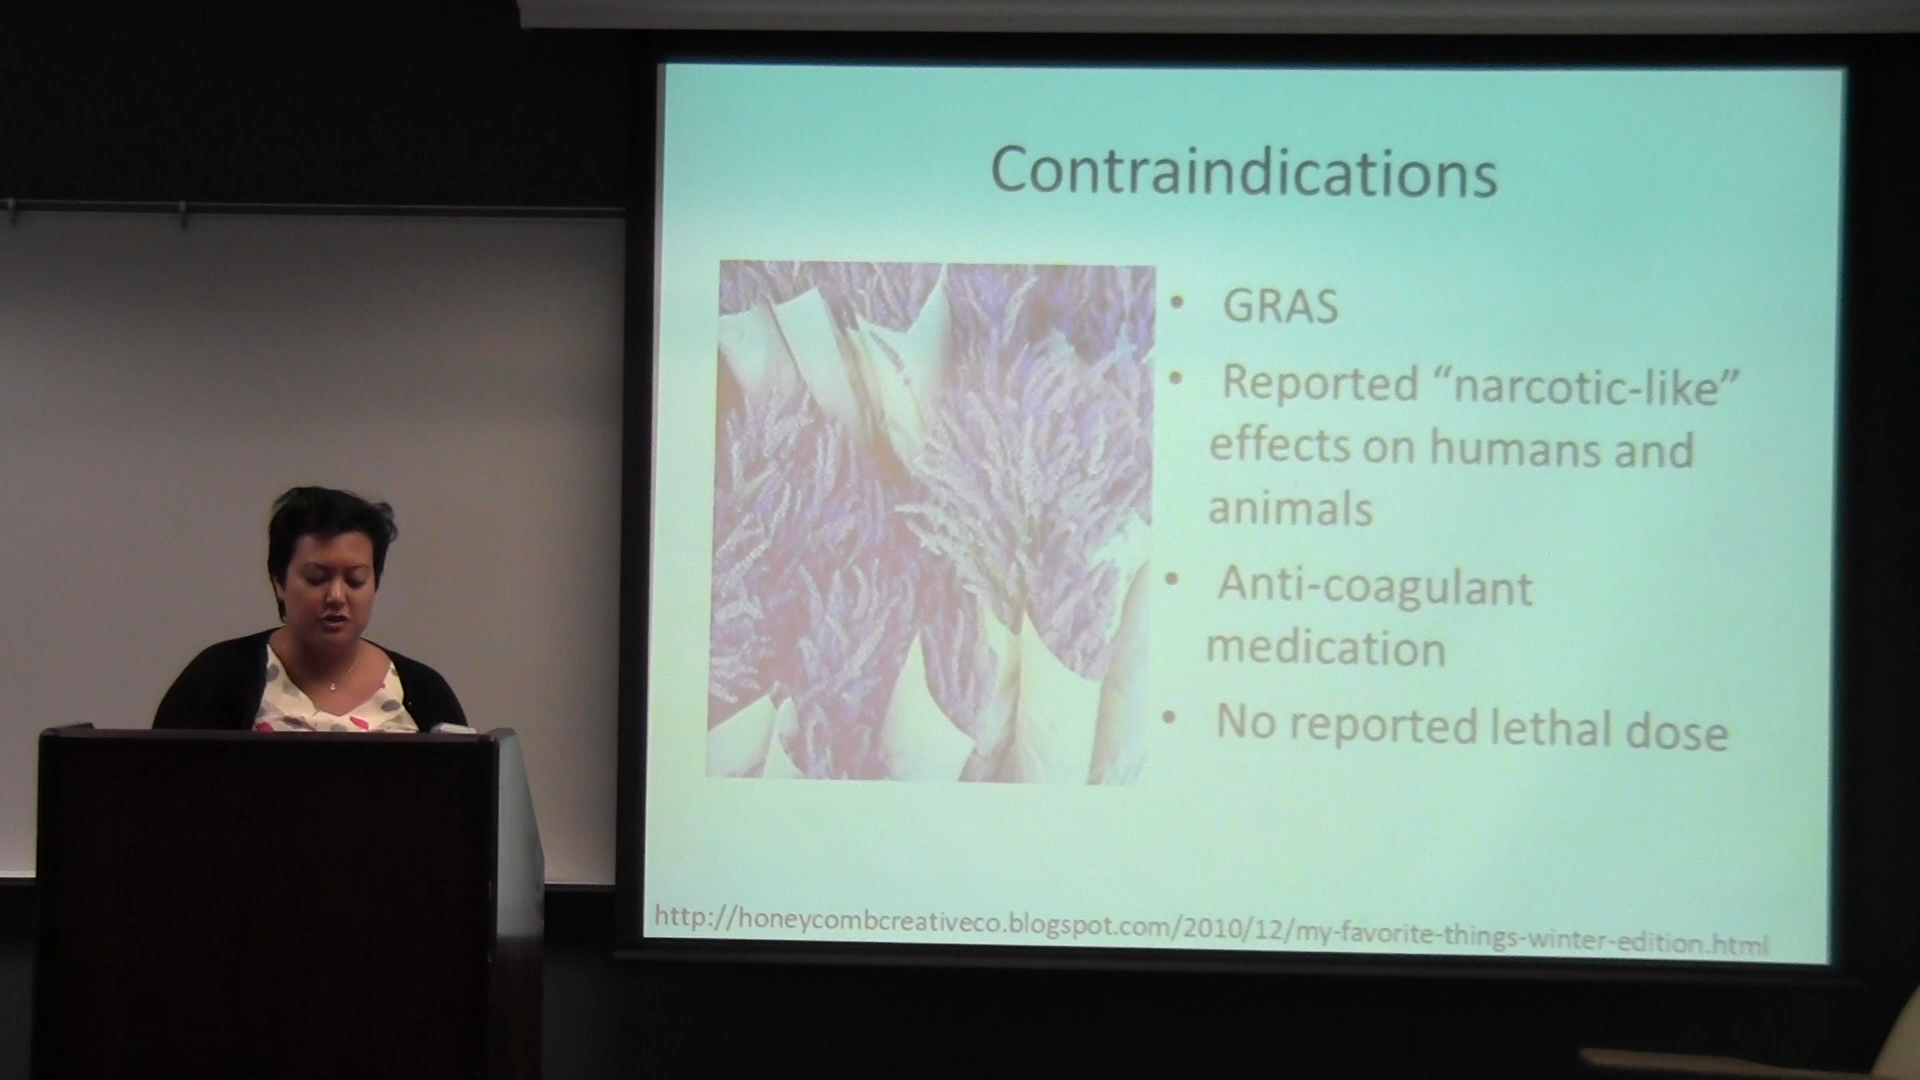 Contraindications
• GRAS
• Reported “narcotic-like”
effects on humans and
animals
• Anti-coagulant
medication
• No reported lethal dose
http://honeycombcreativeco.blogspot.com/2010/12/my-favorite-things-winter-edition.html